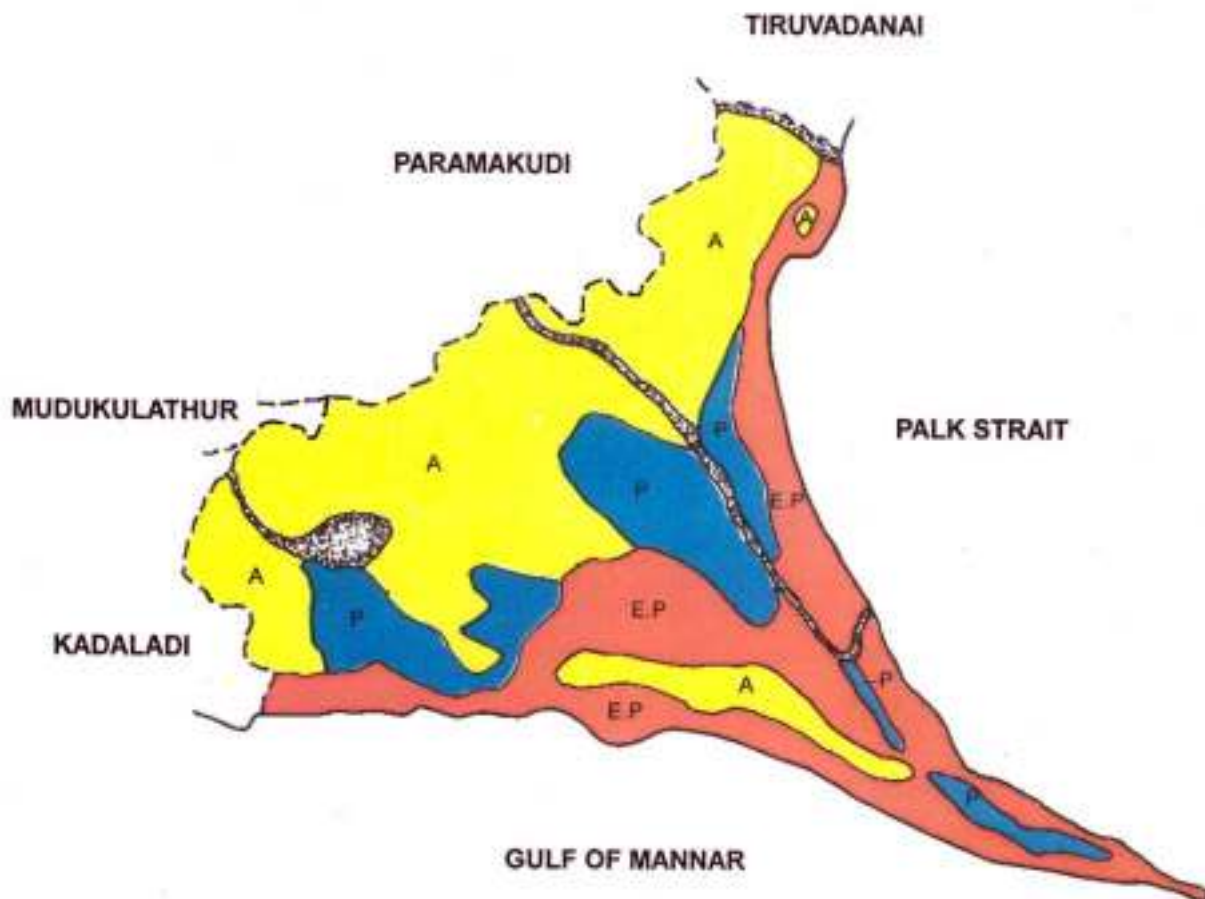 TIRUVADANAI
PARAMAKUDI
A
A
MUDUKULATHUR
PALK STRAIT
P
A
P
E.P
A
P
E.P
KADALADI
P
A
E.P
P
GULF OF MANNAR